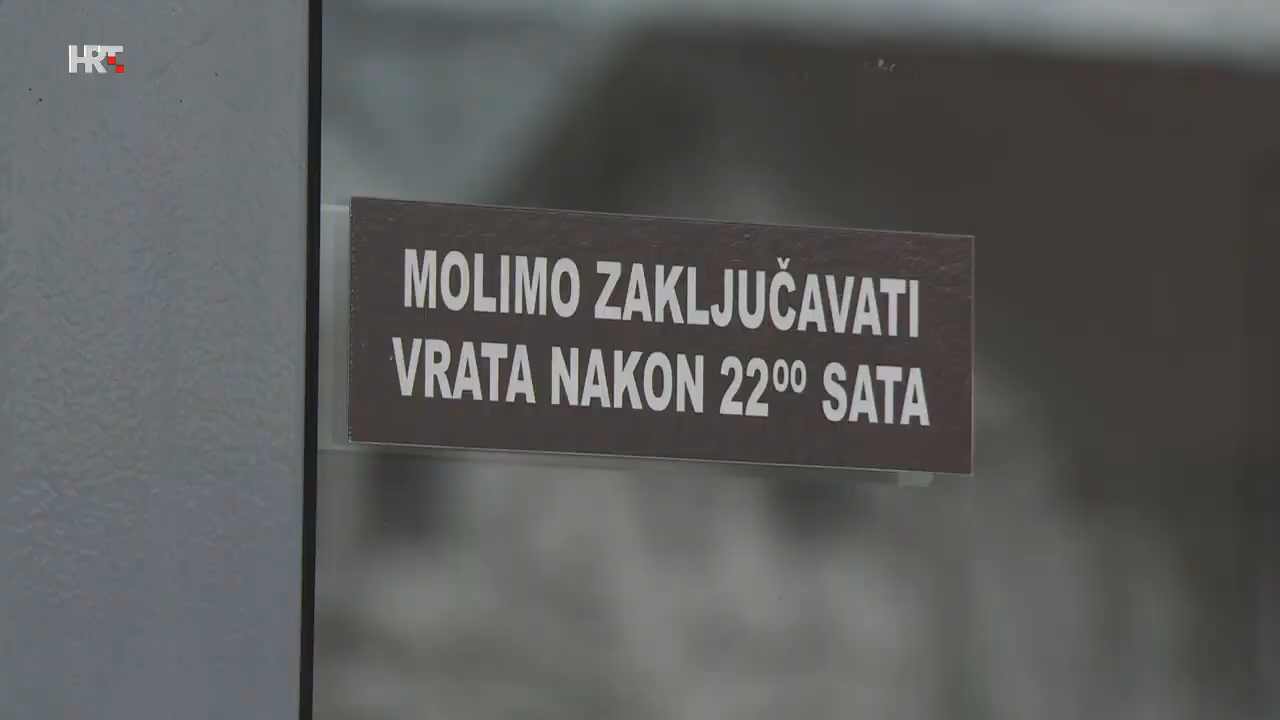 HRT
MOLIMO ZAKLJUČAVATI
VRATA NAKON 22⁰⁰ SATA